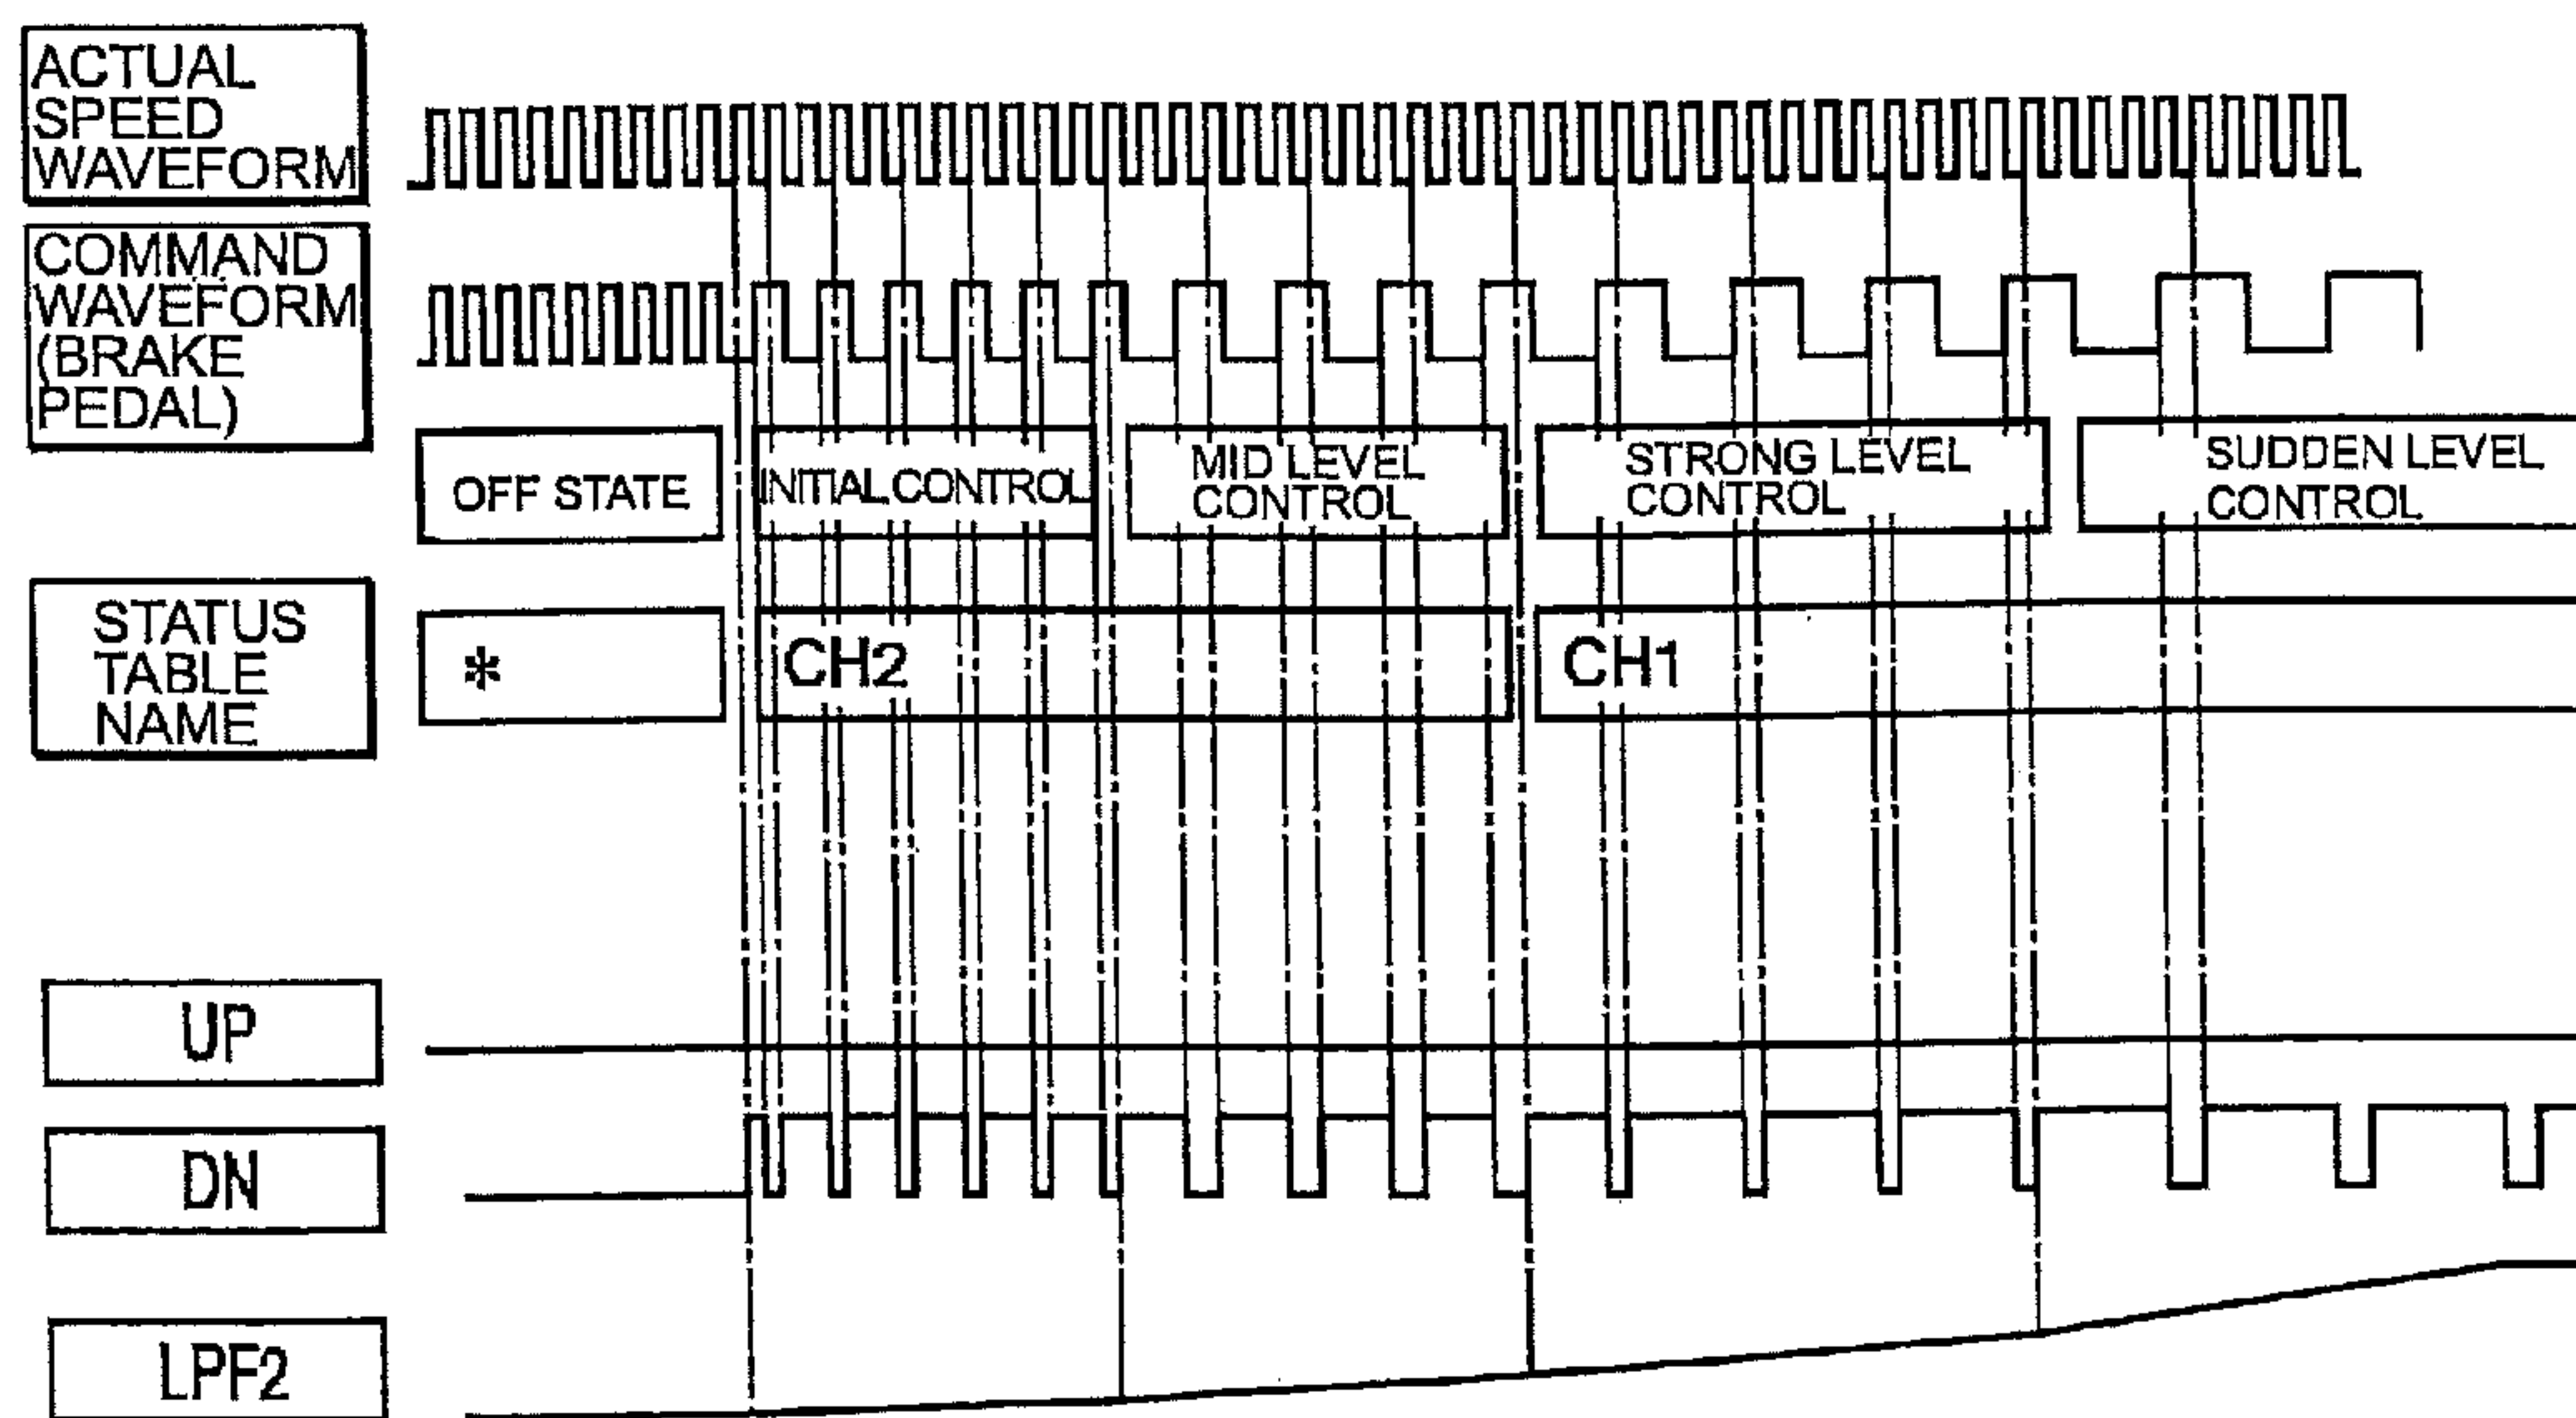 ACTUAL
SPEED
WAVEFORM
COMMAND
WAVEFORM
(BRAKE
PEDAL)
OFF STATE
INITIAL CONTROL
MID LEVEL
CONTROL
STRONG LEVEL
CONTROL
SUDDEN LEVEL
CONTROL
STATUS
TABLE
NAME
*
CH2
CH1
UP
DN
LPF2